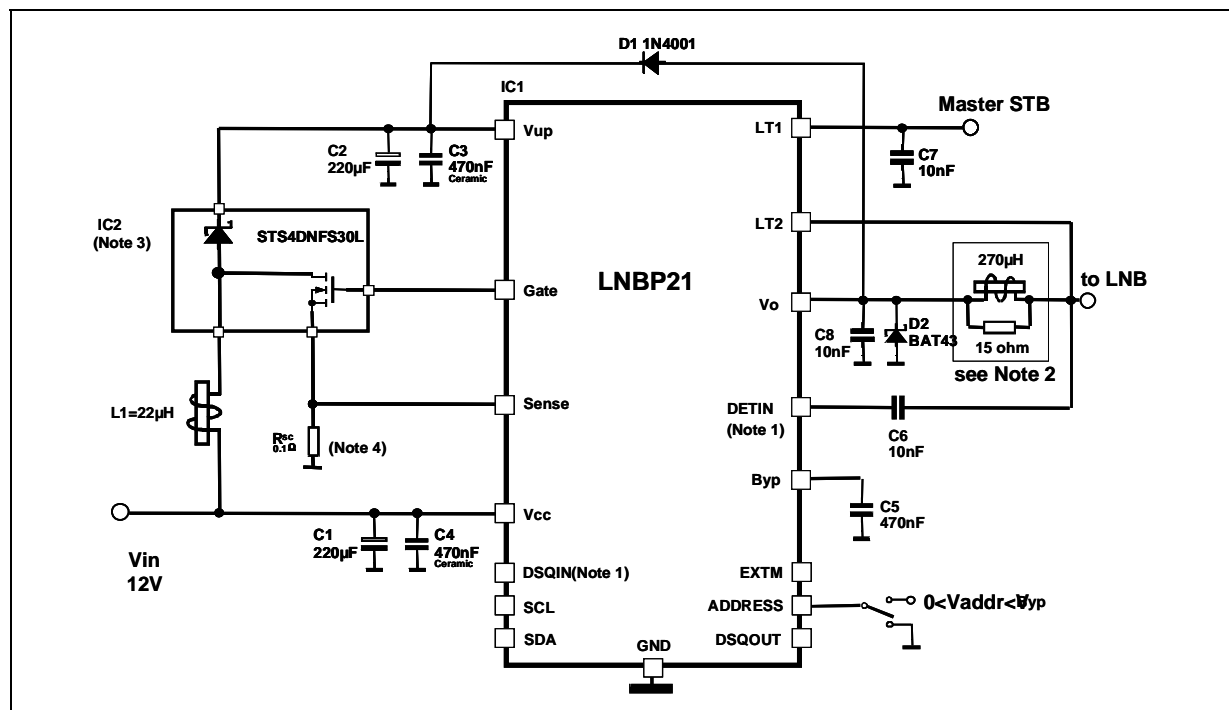 D1 1N4001
IC1
Vup
C2
220µF
C3
470nF
Ceramic
IC2
(Note 3)
STS4DNFS30L
Gate
L1=22µH
Sense
Rsc
0.1Ω
(Note 4)
Vcc
C1
220µF
C4
470nF
Ceramic
Vin
12V
DSQIN(Note 1)
SCL
SDA
GND
LNBP21
LT1
Master STB
C7
10nF
LT2
270µH
to LNB
Vo
C8
10nF
D2
BAT43
15 ohm
see Note 2
DETIN
(Note 1)
C6
10nF
Byp
C5
470nF
EXTM
ADDRESS
0<Vaddr<VByp
DSQOUT